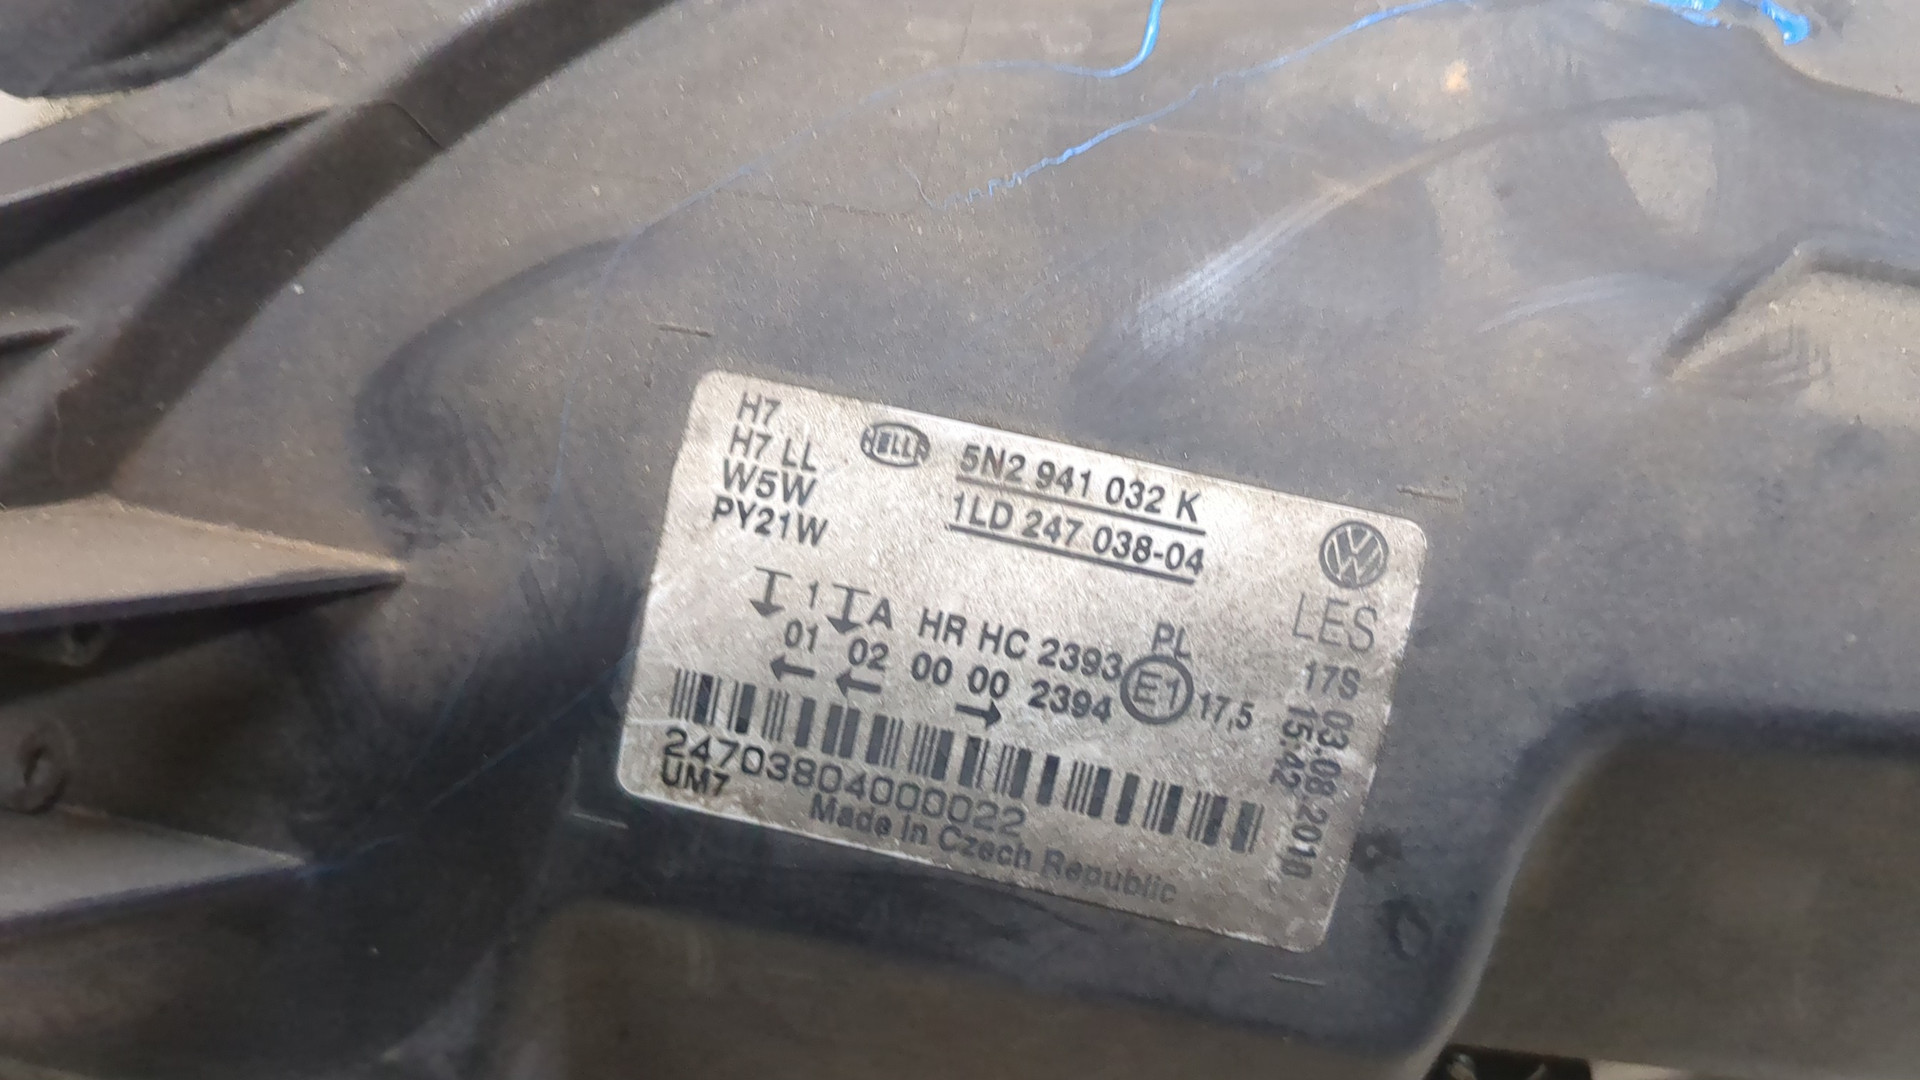 H7
H7 LL
W5W
PY21W
HELLA
5N2 941 032 K
1LD 247 038-04
LES
17S 03.08.2010
15:42
1 A HR HC 2393 PL
01 02 00 00 2394 E1 17,5
24703804000022
UM7
Made In Czech Republic